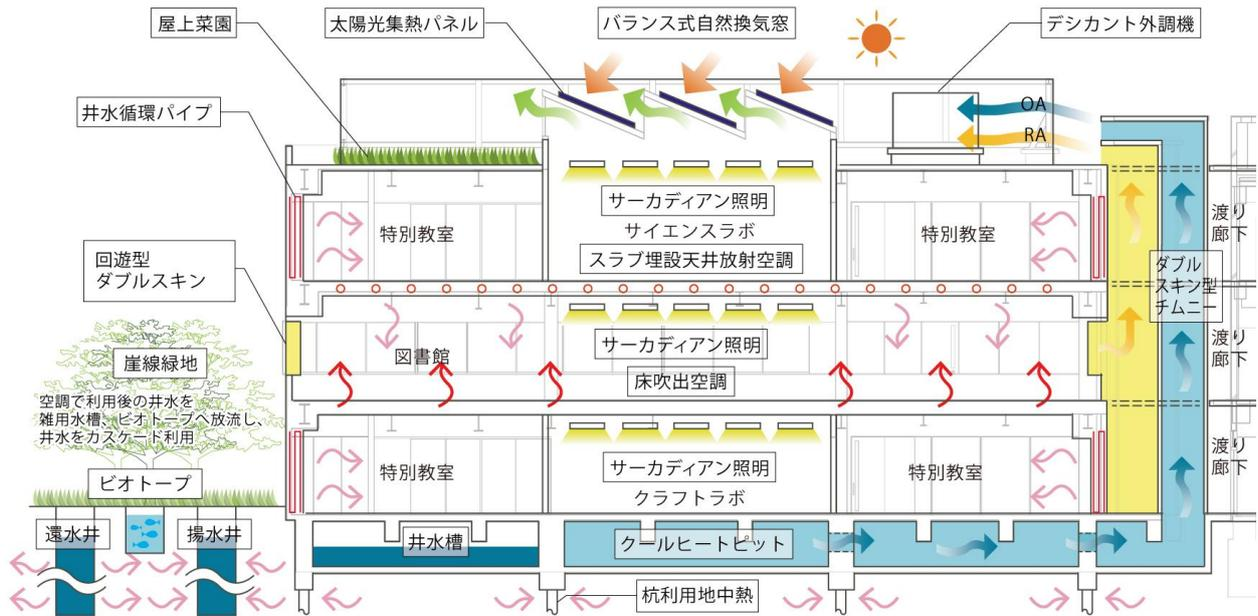 屋上菜園
太陽光集熱パネル
バランス式自然換気窓
デシカント外調機
井水循環パイプ
OA
RA
サーカディアン照明
特別教室
サイエンスラボ
特別教室
スラブ埋設天井放射空調
渡り
廊下
回遊型
ダブルスキン
ダブル
スキン型
チムニー
図書館
サーカディアン照明
床吹出空調
渡り
廊下
崖線緑地
空調で利用後の井水を
雑用水槽、ビオトープへ放流し、
井水をカスケード利用
特別教室
サーカディアン照明
クラフトラボ
特別教室
渡り
廊下
ビオトープ
還水井
揚水井
井水槽
クールヒートピット
杭利用地中熱